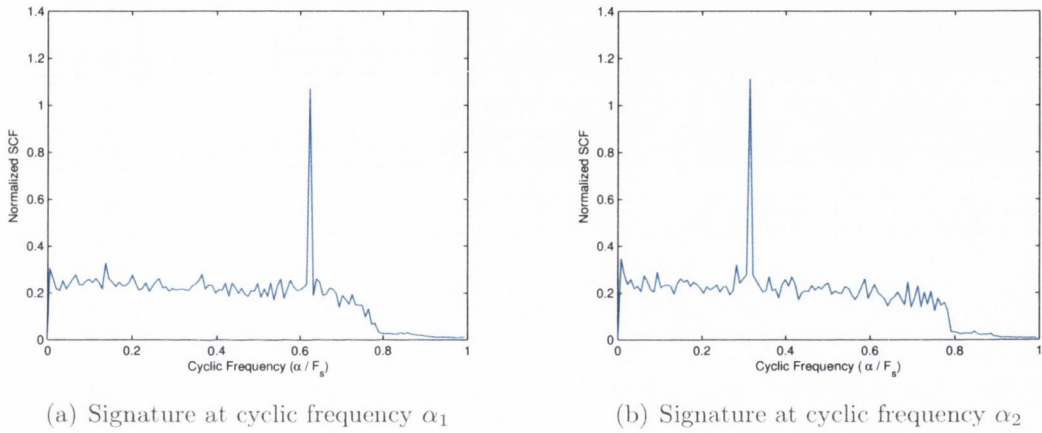 1.4
1.2
1
0.8
0.6
0.4
0.2
0
Normalized SCF
0 0.2 0.4 0.6 0.8 1
Cyclic Frequency (α / Fs)
(a) Signature at cyclic frequency α1
1.4
1.2
1
0.8
0.6
0.4
0.2
0
Normalized SCF
0 0.2 0.4 0.6 0.8 1
Cyclic Frequency ( α / Fs)
(b) Signature at cyclic frequency α2